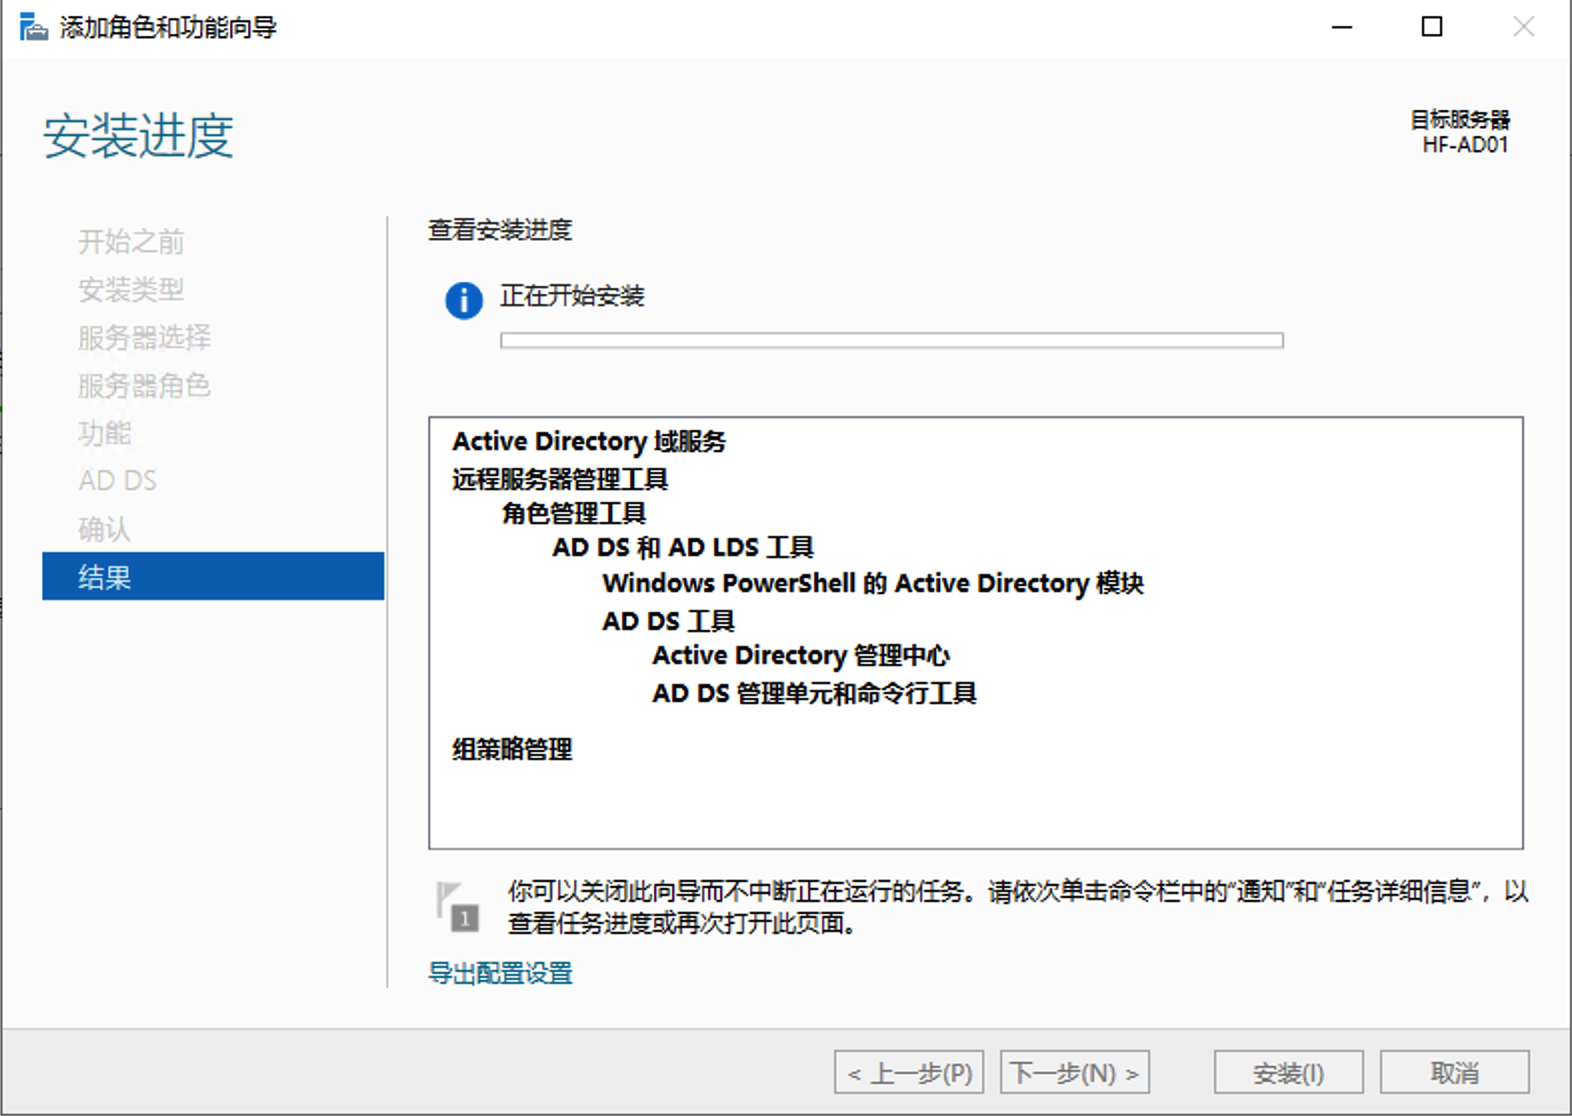 添加角色和功能向导
安装进度
目标服务器
HF-AD01
开始之前
安装类型
服务器选择
服务器角色
功能
AD DS
确认
结果
查看安装进度
正在开始安装
Active Directory 域服务
远程服务器管理工具
角色管理工具
AD DS 和 AD LDS 工具
Windows PowerShell 的 Active Directory 模块
AD DS 工具
Active Directory 管理中心
AD DS 管理单元和命令行工具
组策略管理
1
你可以关闭此向导而不中断正在运行的任务。请依次单击命令栏中的“通知”和“任务详细信息”，以
查看任务进度或再次打开此页面。
导出配置设置
< 上一步(P)
下一步(N) >
安装(I)
取消